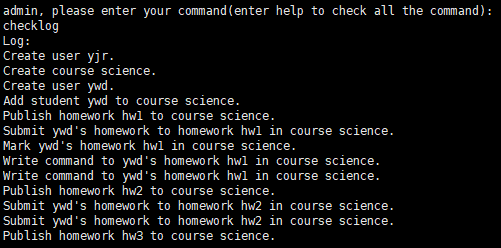 admin, please enter your command(enter help to check all the command):
checklog
Log:
Create user yjr.
Create course science.
Create user ywd.
Add student ywd to course science.
Publish homework hw1 to course science.
Submit ywd's homework to homework hw1 in course science.
Mark ywd's homework hw1 in course science.
Write command to ywd's homework hw1 in course science.
Write command to ywd's homework hw1 in course science.
Publish homework hw2 to course science.
Submit ywd's homework to homework hw2 in course science.
Submit ywd's homework to homework hw2 in course science.
Publish homework hw3 to course science.